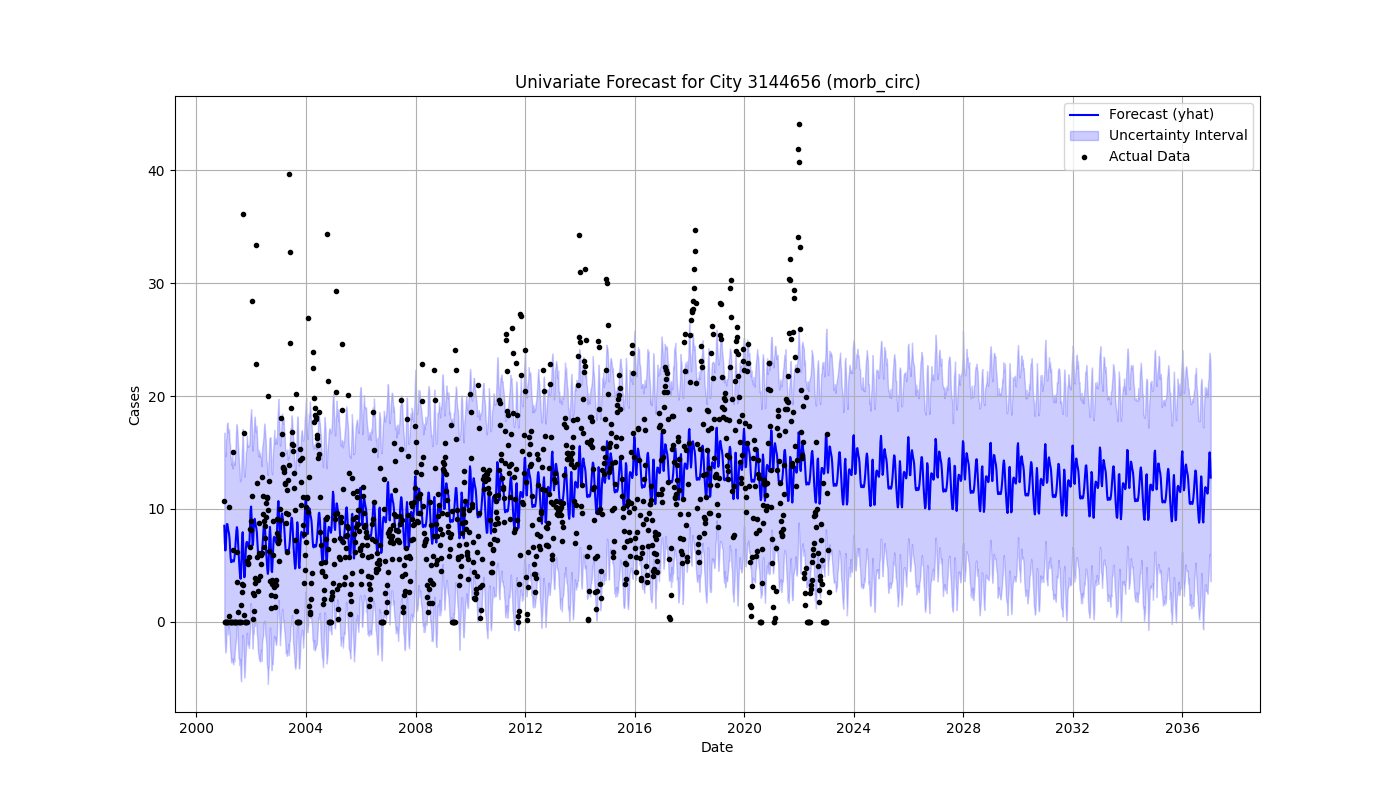 Univariate Forecast for City 3144656 (morb_circ)
Forecast (yhat)
Uncertainty Interval
Actual Data
Cases
40
30
20
10
0
2000 2004 2008 2012 2016 2020 2024 2028 2032 2036
Date